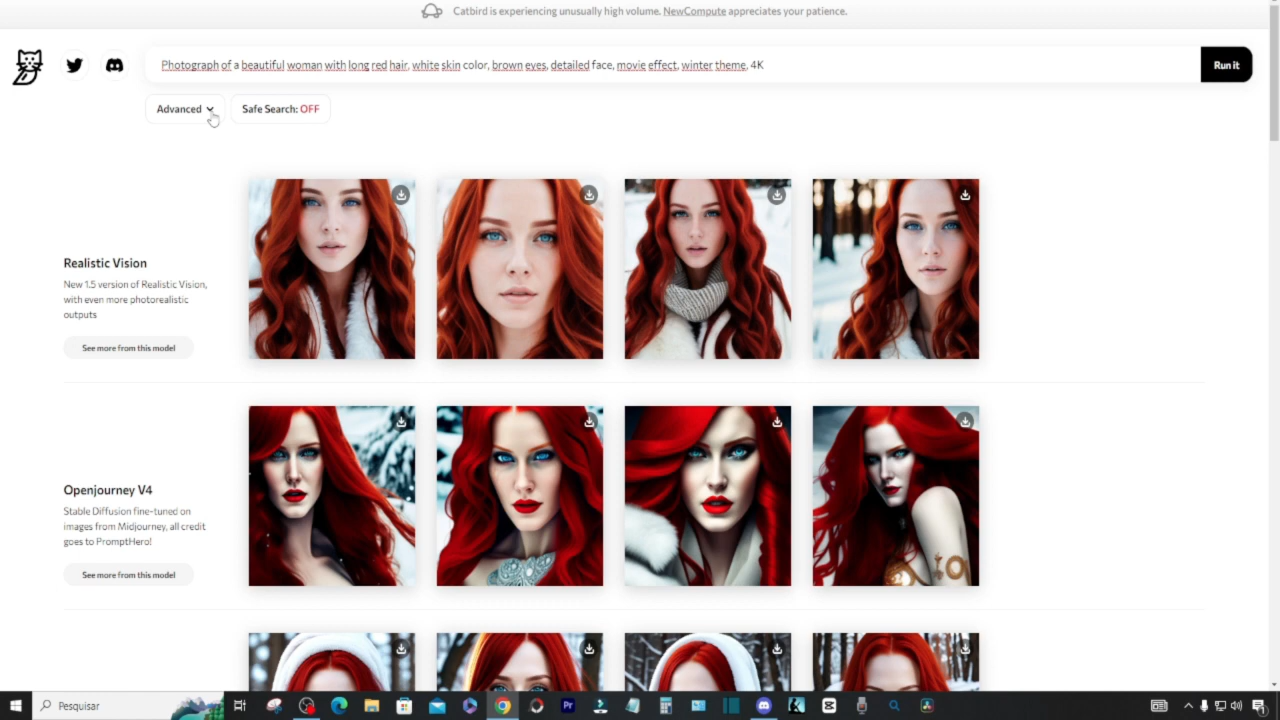 Catbird is experiencing unusually high volume. NewCompute appreciates your patience.
Photograph of a beautiful woman with long red hair, white skin color, brown eyes, detailed face, movie effect, winter theme, 4K
Run it
Advanced
Safe Search: OFF
Realistic Vision
New 1.5 version of Realistic Vision,
with even more photorealistic
outputs
See more from this model
Openjourney V4
Stable Diffusion fine-tuned on
images from Midjourney, all credit
goes to PromptHero!
See more from this model
Pesquisar
Pr